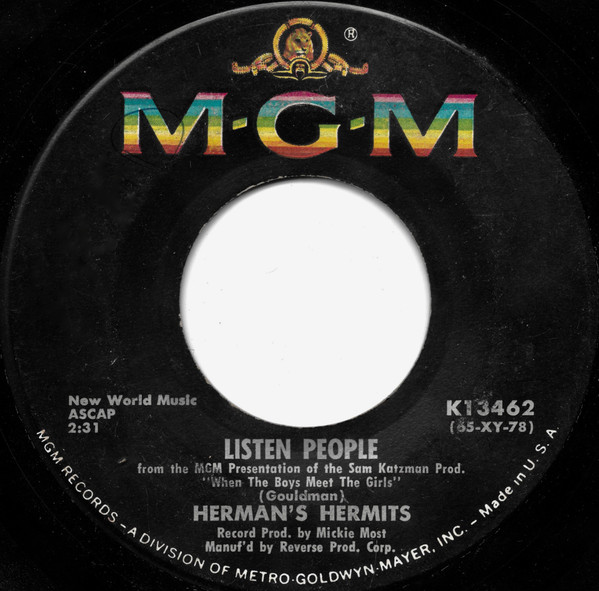 ®
M-G-M
New World Music
ASCAP
2:31
K13462
(65-XY-78)
LISTEN PEOPLE
from the MGM Presentation of the Sam Katzman Prod.
"When The Boys Meet The Girls"
(Gouldman)
HERMAN'S HERMITS
Record Prod. by Mickie Most
Manuf'd by Reverse Prod. Corp.
MGM RECORDS - A DIVISION OF METRO-GOLDWYN-MAYER, INC. - Made in U. S. A.